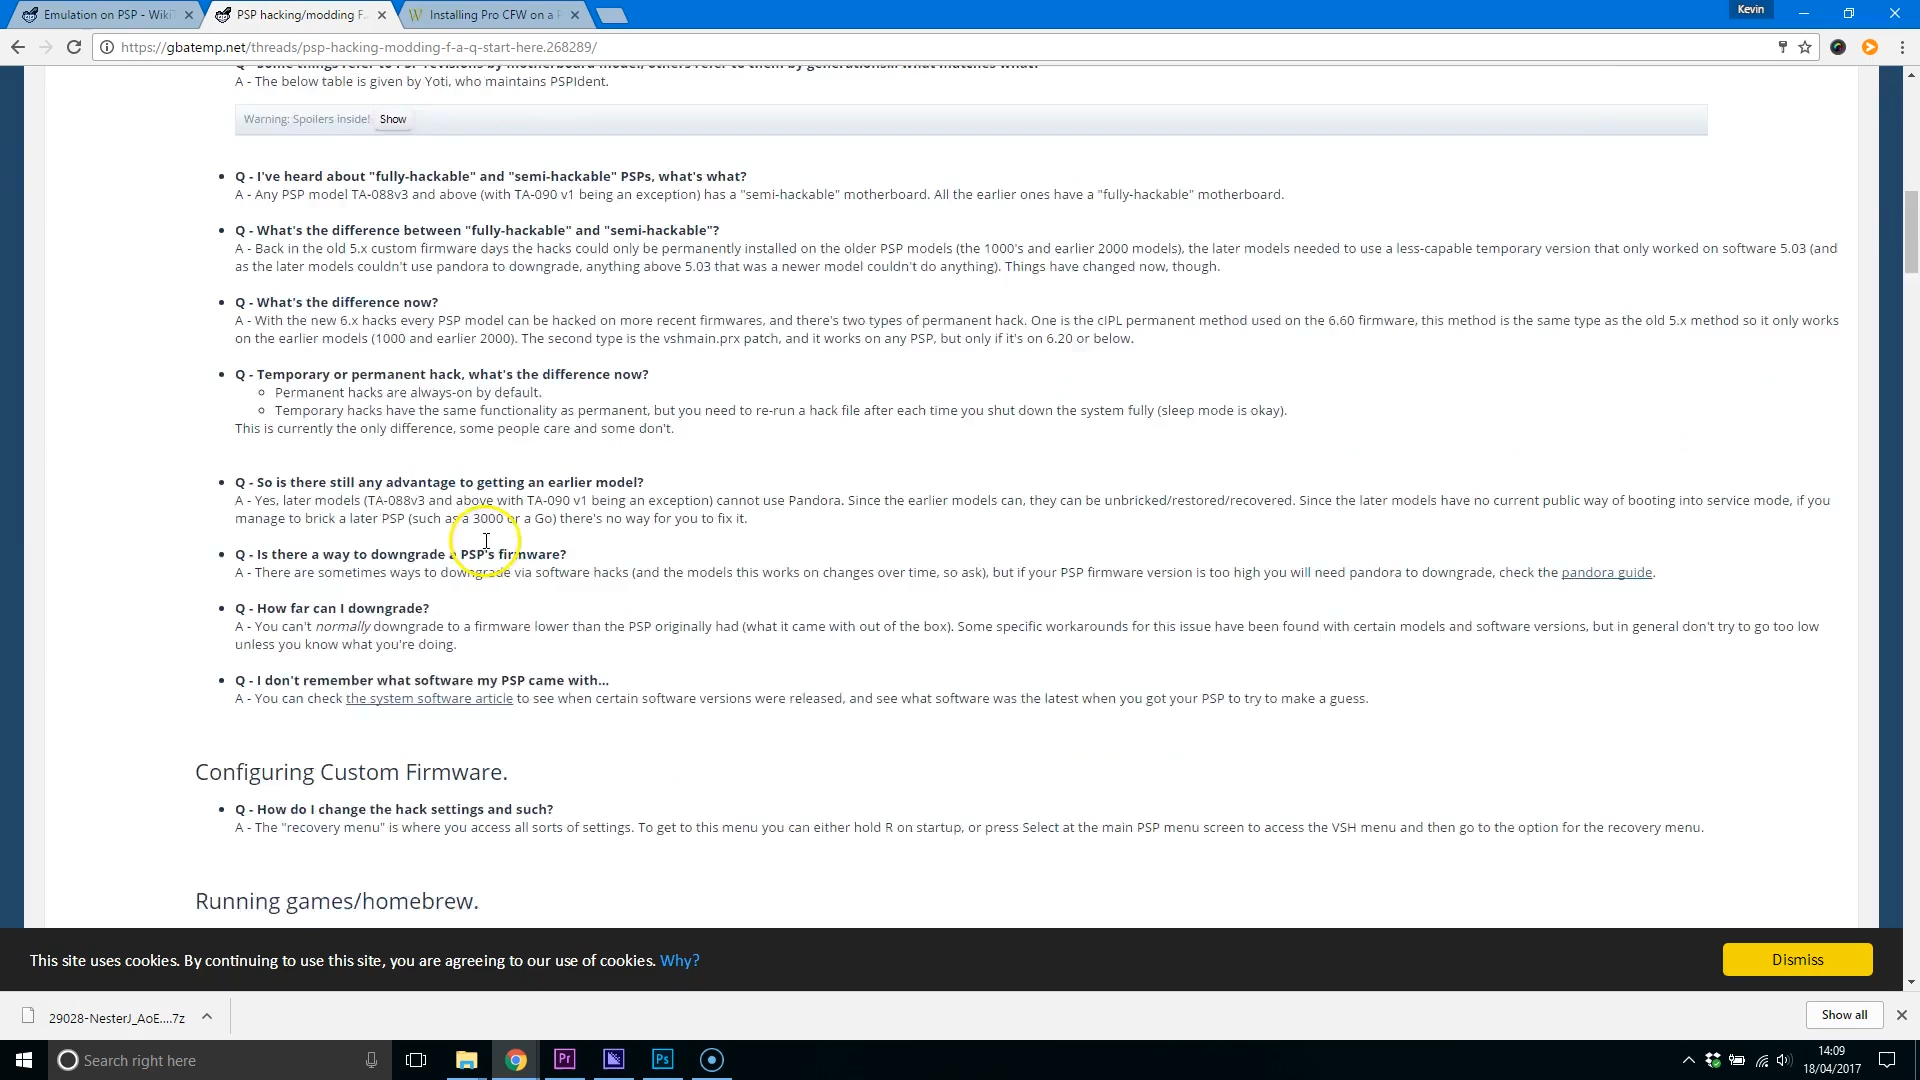 Emulation on PSP - WikiT
PSP hacking/modding F.
Installing Pro CFW on a P
Kevin
https://gbatemp.net/threads/psp-hacking-modding-f-a-q-start-here.268289/
Q - Some things refer to PSP revisions by motherboard model, others refer to them by generations... what matches what?
A - The below table is given by Yoti, who maintains PSPIdent.
Warning: Spoilers inside! Show
Q - I've heard about "fully-hackable" and "semi-hackable" PSPs, what's what?
A - Any PSP model TA-088v3 and above (with TA-090 v1 being an exception) has a "semi-hackable" motherboard. All the earlier ones have a "fully-hackable" motherboard.
Q - What's the difference between "fully-hackable" and "semi-hackable"?
A - Back in the old 5.x custom firmware days the hacks could only be permanently installed on the older PSP models (the 1000's and earlier 2000 models), the later models needed to use a less-capable temporary version that only worked on software 5.03 (and
as the later models couldn't use pandora to downgrade, anything above 5.03 that was a newer model couldn't do anything). Things have changed now, though.
Q - What's the difference now?
A - With the new 6.x hacks every PSP model can be hacked on more recent firmwares, and there's two types of permanent hack. One is the cIPL permanent method used on the 6.60 firmware, this method is the same type as the old 5.x method so it only works
on the earlier models (1000 and earlier 2000). The second type is the vshmain.prx patch, and it works on any PSP, but only if it's on 6.20 or below.
Q - Temporary or permanent hack, what's the difference now?
Permanent hacks are always-on by default.
Temporary hacks have the same functionality as permanent, but you need to re-run a hack file after each time you shut down the system fully (sleep mode is okay).
This is currently the only difference, some people care and some don't.
Q - So is there still any advantage to getting an earlier model?
A - Yes, later models (TA-088v3 and above with TA-090 v1 being an exception) cannot use Pandora. Since the earlier models can, they can be unbricked/restored/recovered. Since the later models have no current public way of booting into service mode, if you
manage to brick a later PSP (such as a 3000 or a Go) there's no way for you to fix it.
Q - Is there a way to downgrade a PSP's firmware?
A - There are sometimes ways to downgrade via software hacks (and the models this works on changes over time, so ask), but if your PSP firmware version is too high you will need pandora to downgrade, check the pandora guide.
Q - How far can I downgrade?
A - You can't normally downgrade to a firmware lower than the PSP originally had (what it came with out of the box). Some specific workarounds for this issue have been found with certain models and software versions, but in general don't try to go too low
unless you know what you're doing.
Q - I don't remember what software my PSP came with...
A - You can check the system software article to see when certain software versions were released, and see what software was the latest when you got your PSP to try to make a guess.
Configuring Custom Firmware.
Q - How do I change the hack settings and such?
A - The "recovery menu" is where you access all sorts of settings. To get to this menu you can either hold R on startup, or press Select at the main PSP menu screen to access the VSH menu and then go to the option for the recovery menu.
Running games/homebrew.
This site uses cookies. By continuing to use this site, you are agreeing to our use of cookies. Why?
Dismiss
29028-NesterJ_AoE....7z
Show all
Search right here
Pr
Ps
14:09
18/04/2017